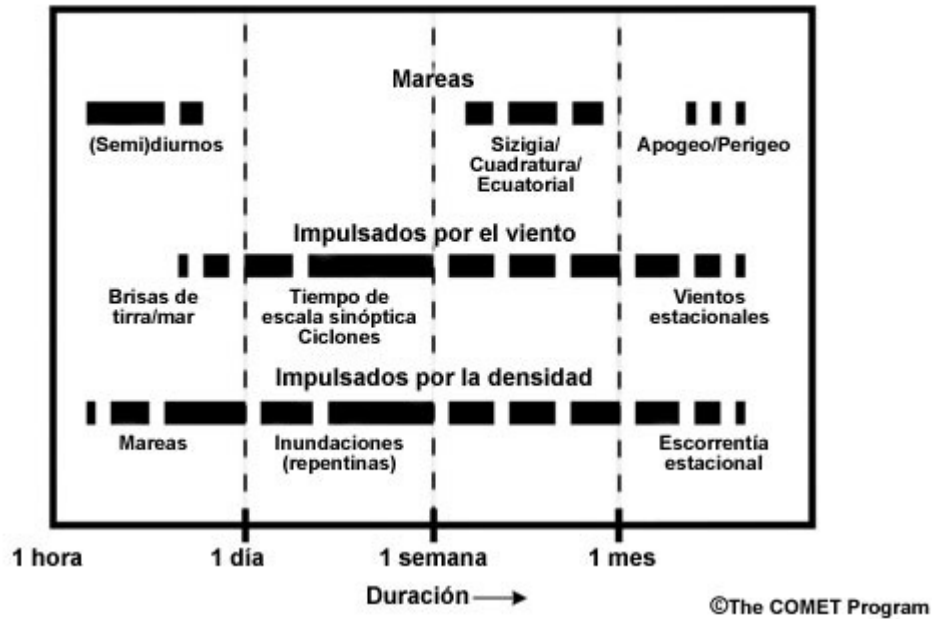 Mareas
(Semi)diurnos
Sizigia/
Cuadratura/
Ecuatorial
Apogeo/Perigeo
Impulsados por el viento
Brisas de
tirra/mar
Tiempo de
escala sinóptica
Ciclones
Vientos
estacionales
Impulsados por la densidad
Mareas
Inundaciones
(repentinas)
Escorrentía
estacional
1 hora
1 día
1 semana
1 mes
Duración
©The COMET Program